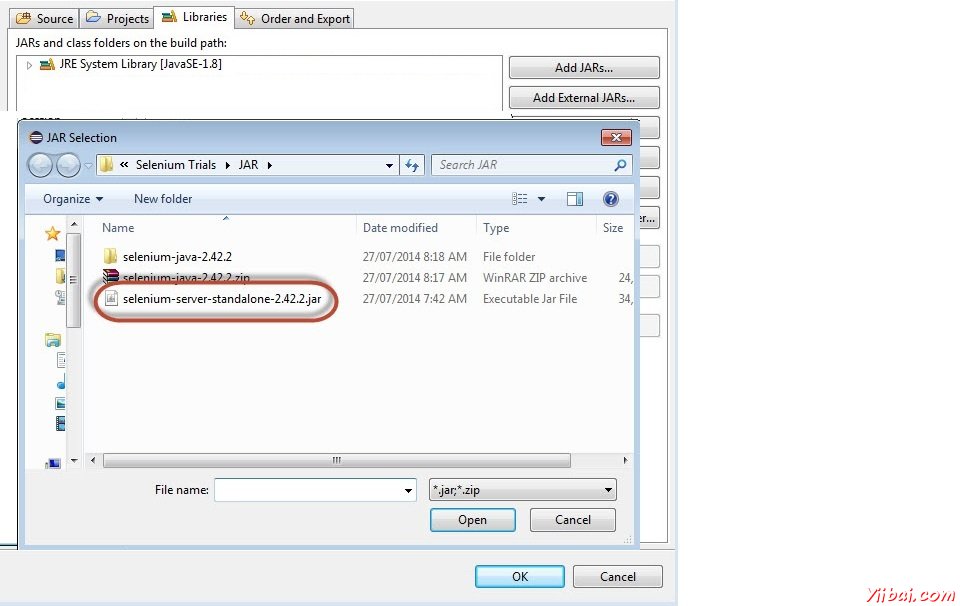 Source Projects Libraries Order and Export
JARs and class folders on the build path:
JRE System Library [JavaSE-1.8]
Add JARs...
Add External JARs...
JAR Selection
« Selenium Trials JAR
Search JAR
Organize New folder
Name Date modified Type Size
selenium-java-2.42.2 27/07/2014 8:18 AM File folder
selenium-java-2.42.2.zip 27/07/2014 8:17 AM WinRAR ZIP archive 24,
selenium-server-standalone-2.42.2.jar 27/07/2014 7:42 AM Executable Jar File 34,
er...
File name:
*.jar;*.zip
Open Cancel
OK Cancel
Yiibai.com